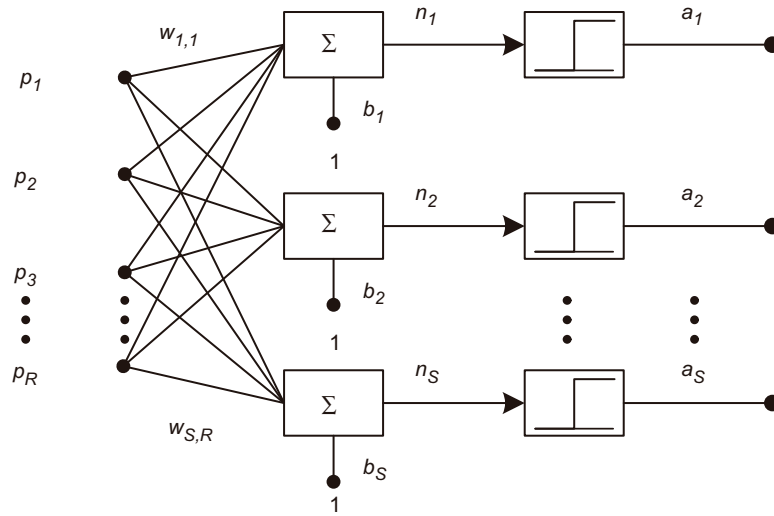 w1,1
n1
a1
Σ
p1
b1
1
p2
n2
a2
Σ
p3
b2
1
pR
nS
aS
Σ
wS,R
bS
1